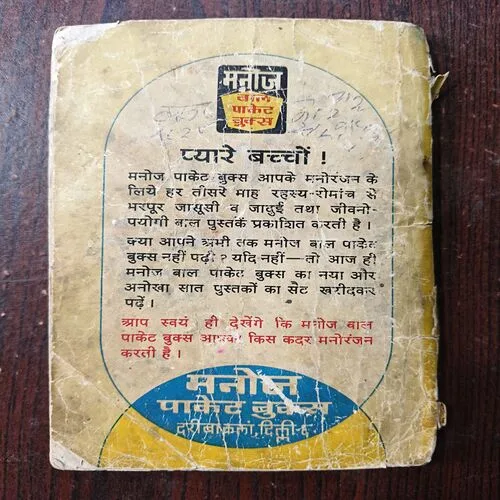 मनोज
बाल
पाकेट
बुक्स
प्यारे बच्चों !
मनोज पाकेट बुक्स आपके मनोरंजन के
लिये हर तीसरे माह रहस्य-रोमांच से
भरपूर जासूसी व जादुई तथा जीवनो-
पयोगी बाल पुस्तकें प्रकाशित करती है।
क्या आपने अभी तक मनोज बाल पाकेट
बुक्स नहीं पढ़ीं? यदि नहीं—तो आज ही
मनोज बाल पाकेट बुक्स का नया और
अनोखा सात पुस्तकों का सेट खरीदकर
पढ़ें।
आप स्वयं ही देखेंगे कि मनोज बाल
पाकेट बुक्स आपका किस कदर मनोरंजन
करती है।
मनोज
पाकेट बुक्स
दरीबाकलां, दिल्ली-६